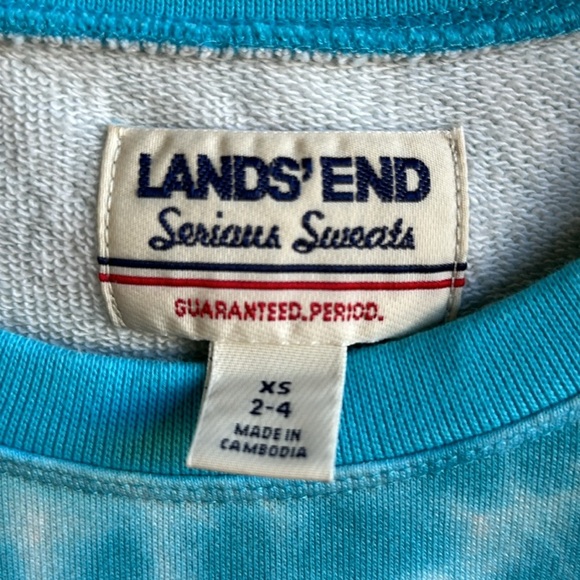 LANDS' END
Serious Sweats
GUARANTEED.PERIOD.
XS
2-4
MADE IN
CAMBODIA